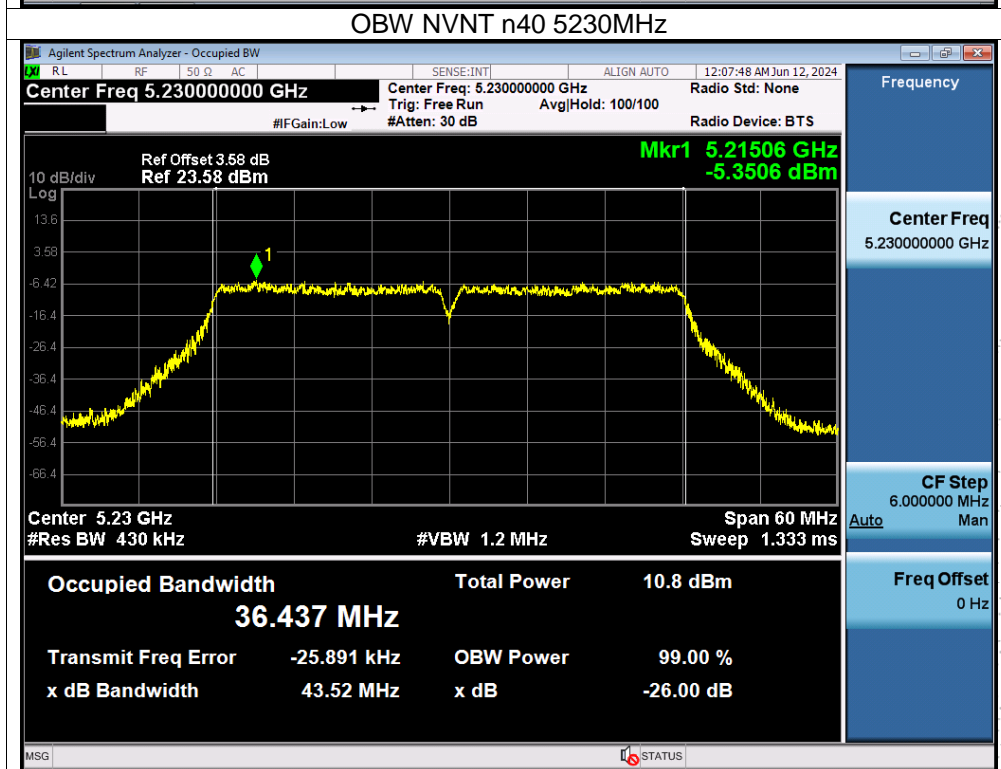 OBW NVNT n40 5230MHz
Agilent Spectrum Analyzer - Occupied BW
LXI RL RF 50 Ω AC SENSE:INT ALIGN AUTO 12:07:48 AM Jun 12, 2024
Center Freq 5.230000000 GHz
Center Freq: 5.230000000 GHz
Radio Std: None
Trig: Free Run Avg|Hold: 100/100
#IFGain:Low #Atten: 30 dB Radio Device: BTS
Frequency
Mkr1 5.21506 GHz
-5.3506 dBm
Ref Offset 3.58 dB
10 dB/div Ref 23.58 dBm
Log
13.6
3.58
-6.42
-16.4
-26.4
-36.4
-46.4
-56.4
-66.4
1
Center 5.23 GHz Span 60 MHz
#Res BW 430 kHz #VBW 1.2 MHz Sweep 1.333 ms
Center Freq
5.230000000 GHz
CF Step
6.000000 MHz
Auto Man
Freq Offset
0 Hz
Occupied Bandwidth Total Power 10.8 dBm
36.437 MHz
Transmit Freq Error -25.891 kHz OBW Power 99.00 %
x dB Bandwidth 43.52 MHz x dB -26.00 dB
MSG STATUS